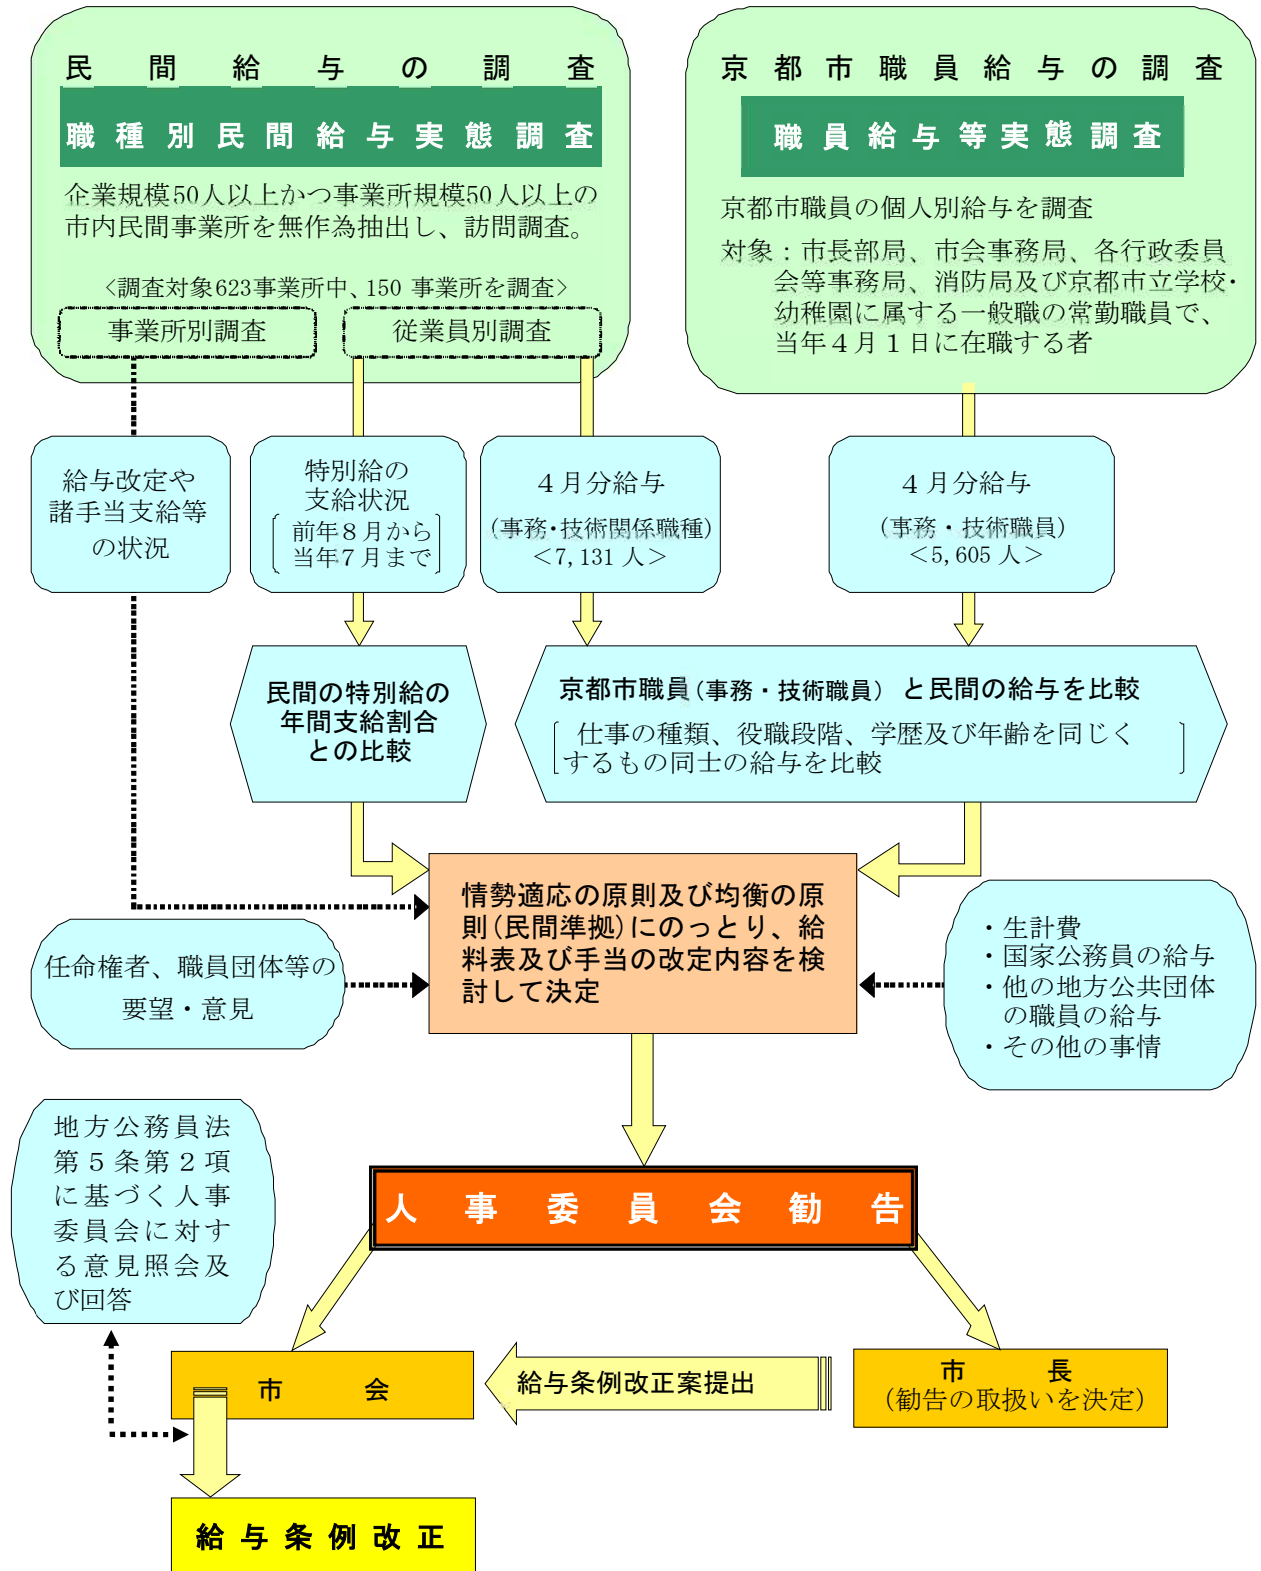 民間給与の調査
職種別民間給与実態調査
企業規模50人以上かつ事業所規模50人以上の
市内民間事業所を無作為抽出し、訪問調査。
<調査対象623事業所中、150 事業所を調査>
事業所別調査
従業員別調査
京都市職員給与の調査
職員給与等実態調査
京都市職員の個人別給与を調査
対象：市長部局、市会事務局、各行政委員
会等事務局、消防局及び京都市立学校・
幼稚園に属する一般職の常勤職員で、
当年４月１日に在職する者
給与改定や
諸手当支給等
の状況
特別給の
支給状況
前年８月から
当年７月まで
４月分給与
(事務・技術関係職種)
＜7,131 人＞
４月分給与
(事務・技術職員)
＜5,605 人＞
民間の特別給の
年間支給割合
との比較
京都市職員(事務・技術職員) と民間の給与を比較
仕事の種類、役職段階、学歴及び年齢を同じく
するもの同士の給与を比較
情勢適応の原則及び均衡の原
則(民間準拠)にのっとり、給
料表及び手当の改定内容を検
討して決定
任命権者、職員団体等の
要望・意見
・生計費
・国家公務員の給与
・他の地方公共団体
の職員の給与
・その他の事情
人事委員会勧告
地方公務員法
第５条第２項
に基づく人事
委員会に対す
る意見照会及
び回答
市会
給与条例改正案提出
市長
(勧告の取扱いを決定)
給与条例改正